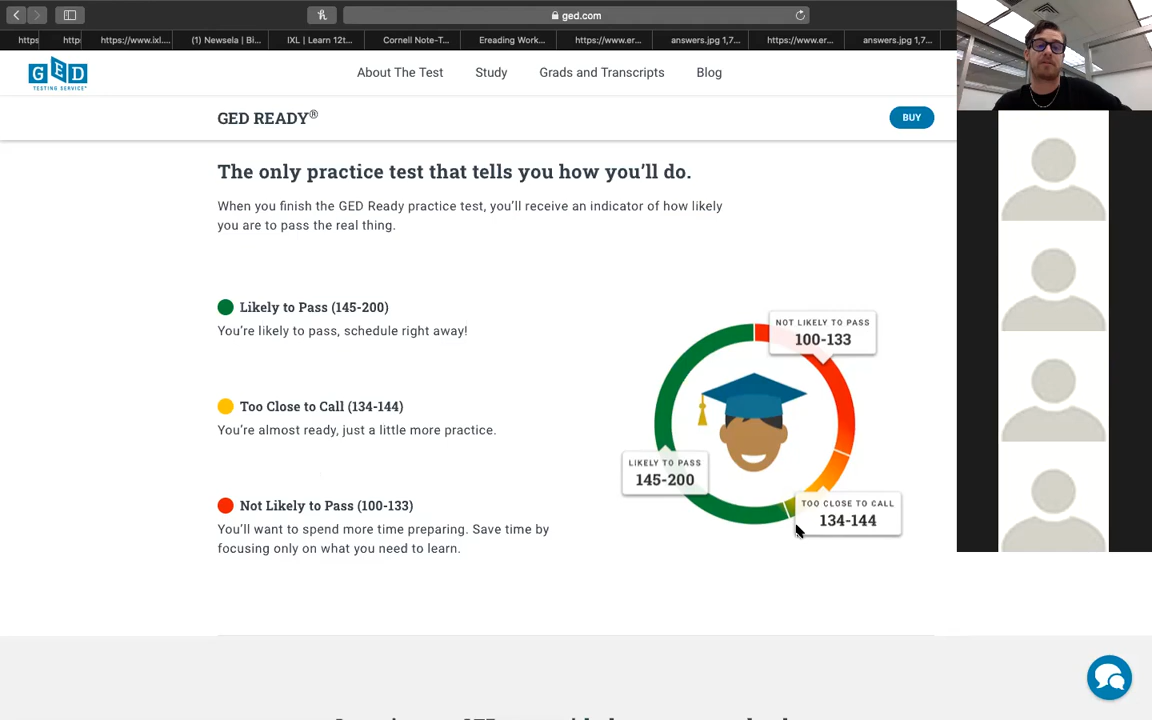 ged.com
https
http
https://www.ixl....
(1) Newsela | Bi...
IXL | Learn 12t...
Cornell Note-T...
Ereading Work...
https://www.er...
answers.jpg 1,7...
https://www.er...
answers.jpg 1,7...
GED
TESTING SERVICE®
About The Test
Study
Grads and Transcripts
Blog
GED READY®
BUY
The only practice test that tells you how you'll do.
When you finish the GED Ready practice test, you'll receive an indicator of how likely
you are to pass the real thing.
Likely to Pass (145-200)
You're likely to pass, schedule right away!
Too Close to Call (134-144)
You're almost ready, just a little more practice.
Not Likely to Pass (100-133)
You'll want to spend more time preparing. Save time by
focusing only on what you need to learn.
NOT LIKELY TO PASS
100-133
LIKELY TO PASS
145-200
TOO CLOSE TO CALL
134-144